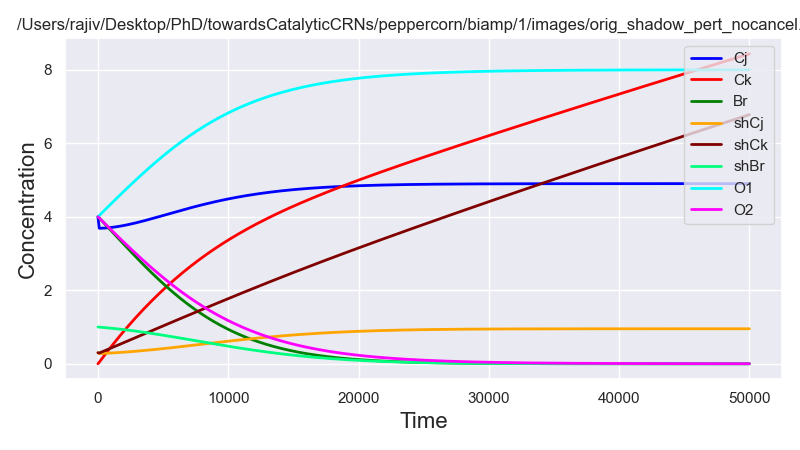 /Users/rajiv/Desktop/PhD/towardsCatalyticCRNs/peppercorn/biamp/1/images/orig_shadow_pert_nocancel.
Concentration
8
6
4
2
0
Cj
Ck
Br
shCj
shCk
shBr
O1
O2
0
10000
20000
30000
40000
50000
Time